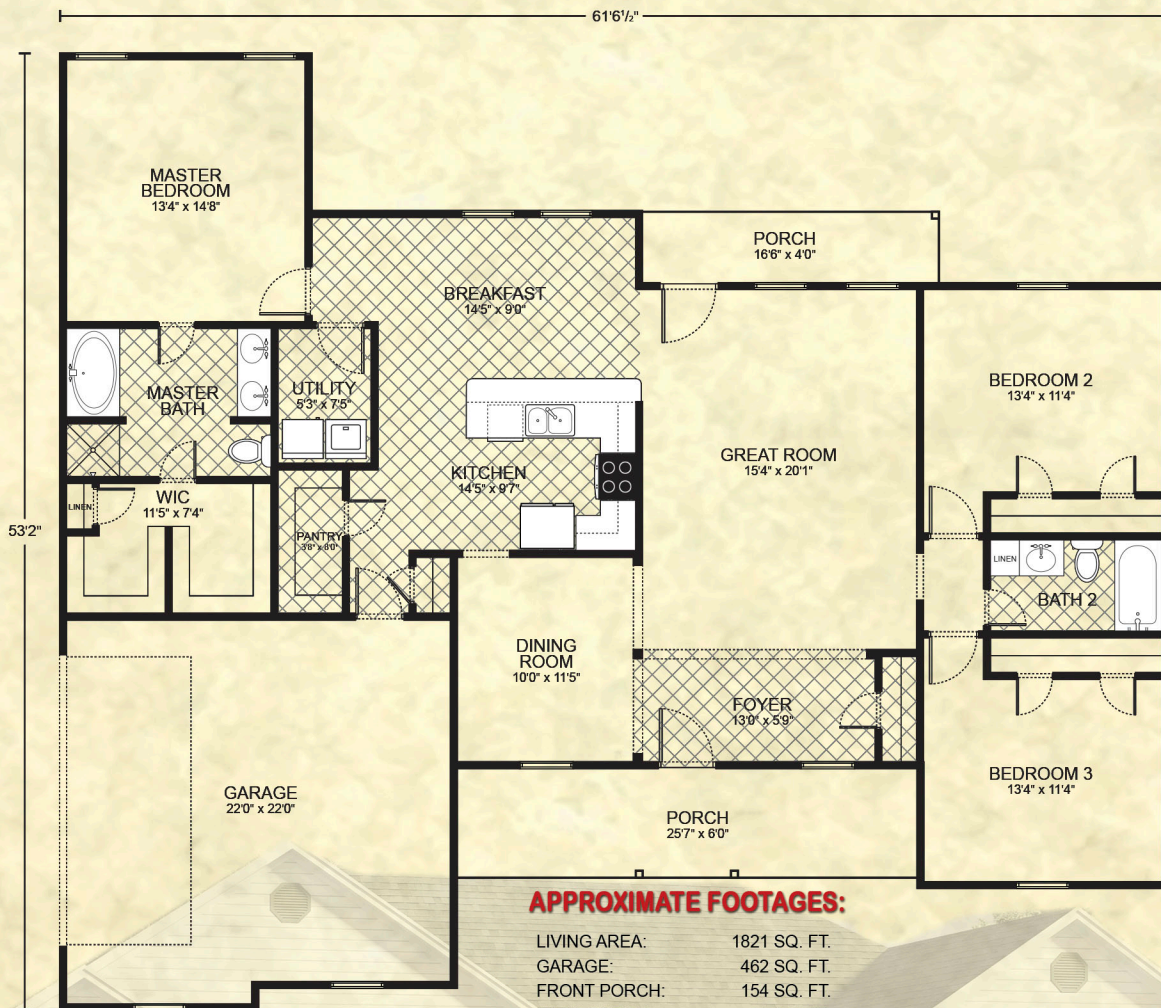 61'6½"
53'2"
MASTER
BEDROOM
13'4" x 14'8"
PORCH
16'6" x 4'0"
BREAKFAST
14'5" x 9'0"
MASTER
BATH
UTILITY
5'3" x 7'5"
BEDROOM 2
13'4" x 11'4"
GREAT ROOM
15'4" x 20'1"
KITCHEN
14'5" x 9'7"
WIC
11'5" x 7'4"
LINEN
PANTRY
3'8" x 8'0"
LINEN
BATH 2
DINING
ROOM
10'0" x 11'5"
FOYER
13'0" x 5'9"
GARAGE
22'0" x 22'0"
BEDROOM 3
13'4" x 11'4"
PORCH
25'7" x 6'0"
APPROXIMATE FOOTAGES:
LIVING AREA: 1821 SQ. FT.
GARAGE: 462 SQ. FT.
FRONT PORCH: 154 SQ. FT.